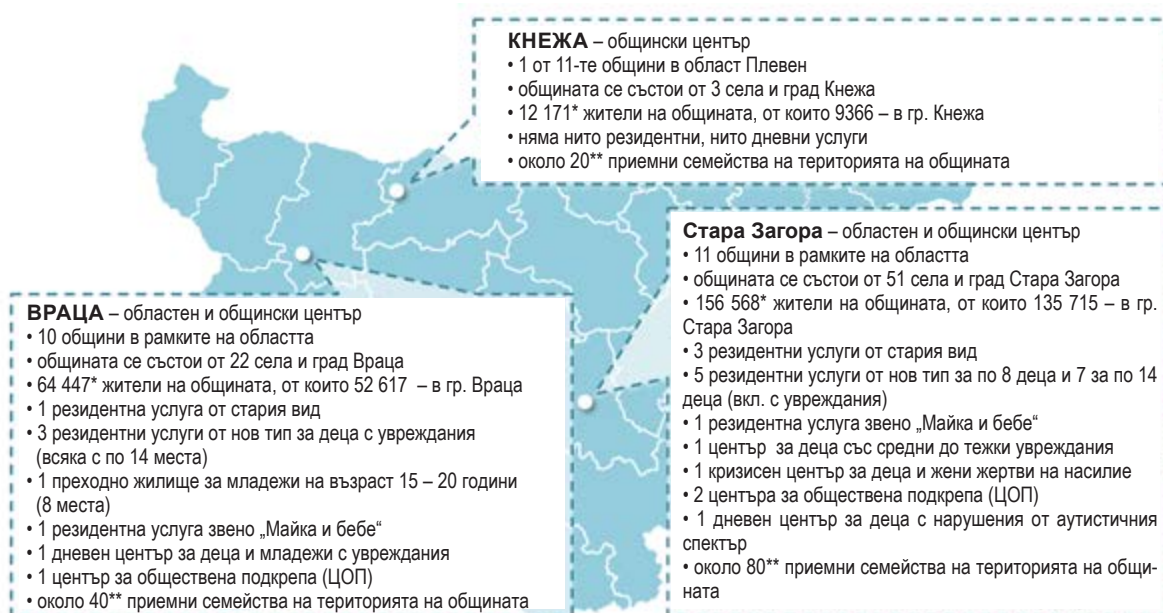 КНЕЖА – общински център
• 1 от 11-те общини в област Плевен
• общината се състои от 3 села и град Кнежа
• 12 171* жители на общината, от които 9366 – в гр. Кнежа
• няма нито резидентни, нито дневни услуги
• около 20** приемни семейства на територията на общината
Стара Загора – областен и общински център
• 11 общини в рамките на областта
• общината се състои от 51 села и град Стара Загора
• 156 568* жители на общината, от които 135 715 – в гр.
Стара Загора
• 3 резидентни услуги от стария вид
• 5 резидентни услуги от нов тип за по 8 деца и 7 за по 14
деца (вкл. с увреждания)
• 1 резидентна услуга звено „Майка и бебе“
• 1 център за деца със средни до тежки увреждания
• 1 кризисен център за деца и жени жертви на насилие
• 2 центъра за обществена подкрепа (ЦОП)
• 1 дневен център за деца с нарушения от аутистичния
спектър
• около 80** приемни семейства на територията на общи-
ната
ВРАЦА – областен и общински център
• 10 общини в рамките на областта
• общината се състои от 22 села и град Враца
• 64 447* жители на общината, от които 52 617 – в гр. Враца
• 1 резидентна услуга от стария вид
• 3 резидентни услуги от нов тип за деца с увреждания
(всяка с по 14 места)
• 1 преходно жилище за младежи на възраст 15 – 20 години
(8 места)
• 1 резидентна услуга звено „Майка и бебе“
• 1 дневен център за деца и младежи с увреждания
• 1 център за обществена подкрепа (ЦОП)
• около 40** приемни семейства на територията на общината